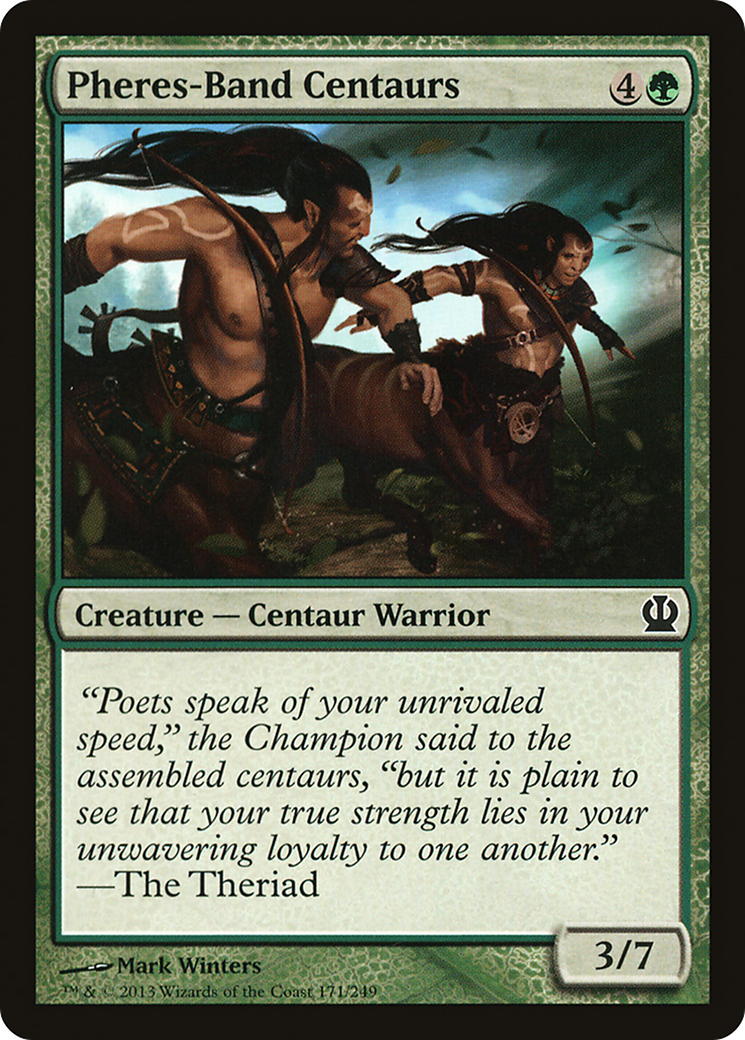 Pheres-Band Centaurs 4
Creature — Centaur Warrior
“Poets speak of your unrivaled
speed,” the Champion said to the
assembled centaurs, “but it is plain to
see that your true strength lies in your
unwavering loyalty to one another.”
—The Theriad
3/7
Mark Winters
™ & © 2013 Wizards of the Coast 171/249